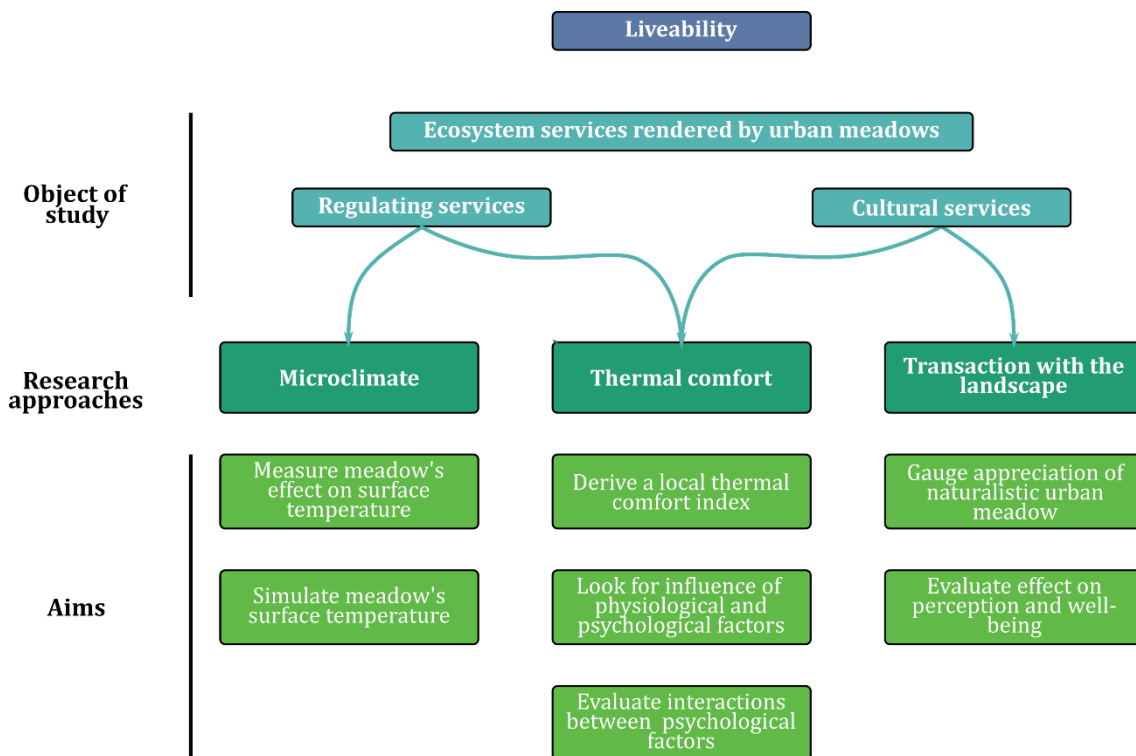 Liveability
Ecosystem services rendered by urban meadows
Object of
study
Regulating services
Cultural services
Research
approaches
Microclimate
Thermal comfort
Transaction with the
landscape
Aims
Measure meadow's
effect on surface
temperature
Derive a local thermal
comfort index
Gauge appreciation of
naturalistic urban
meadow
Simulate meadow's
surface temperature
Look for influence of
physiological and
psychological factors
Evaluate effect on
perception and well-
being
Evaluate interactions
between  psychological
factors